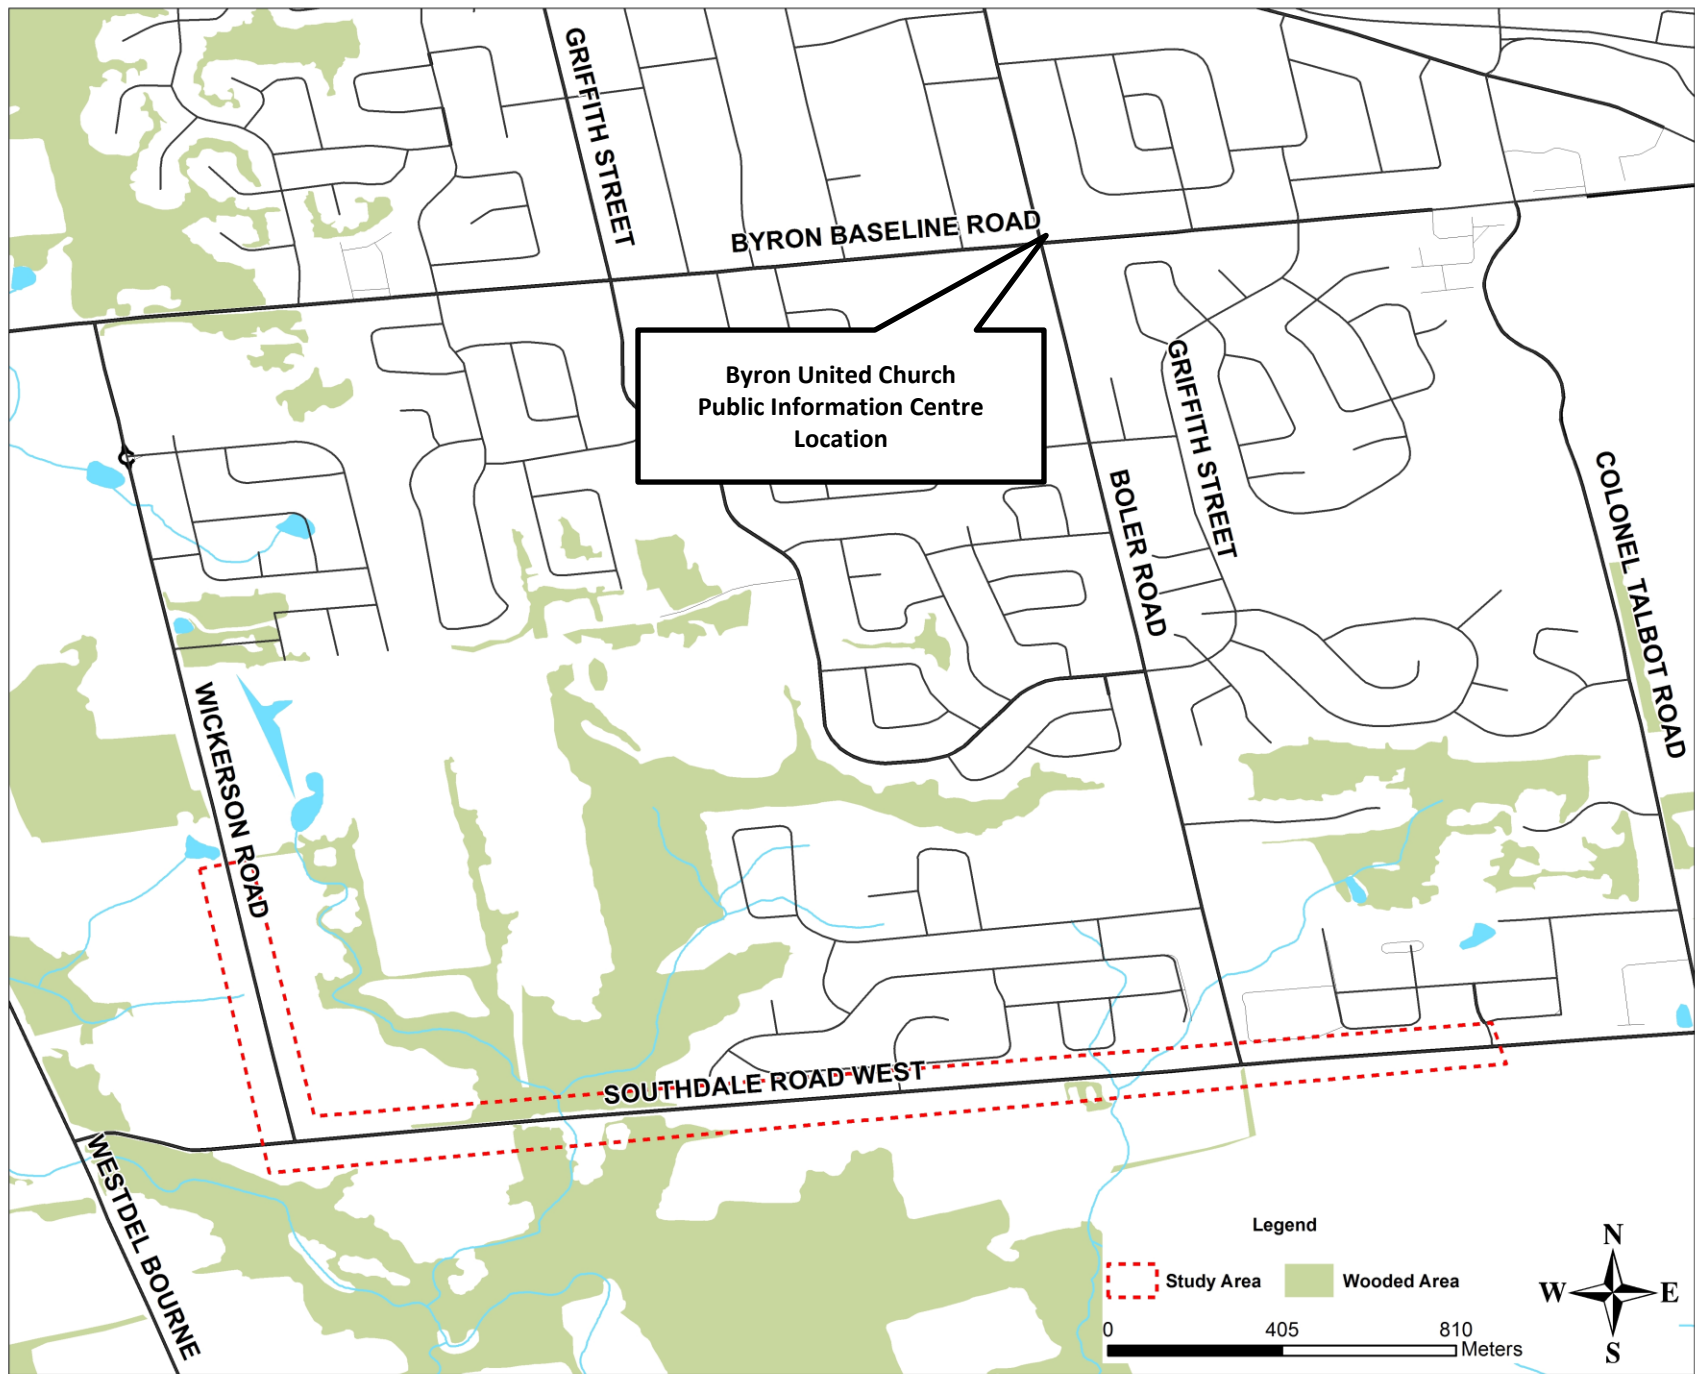 GRIFFITH STREET
BYRON BASELINE ROAD
Byron United Church
Public Information Centre
Location
GRIFFITH STREET
BOLER ROAD
COLONEL TALBOT ROAD
WICKERSON ROAD
SOUTHDALE ROAD WEST
WESTDEL BOURNE
Legend
Study Area
Wooded Area
0 405 810
Meters
N
W E
S